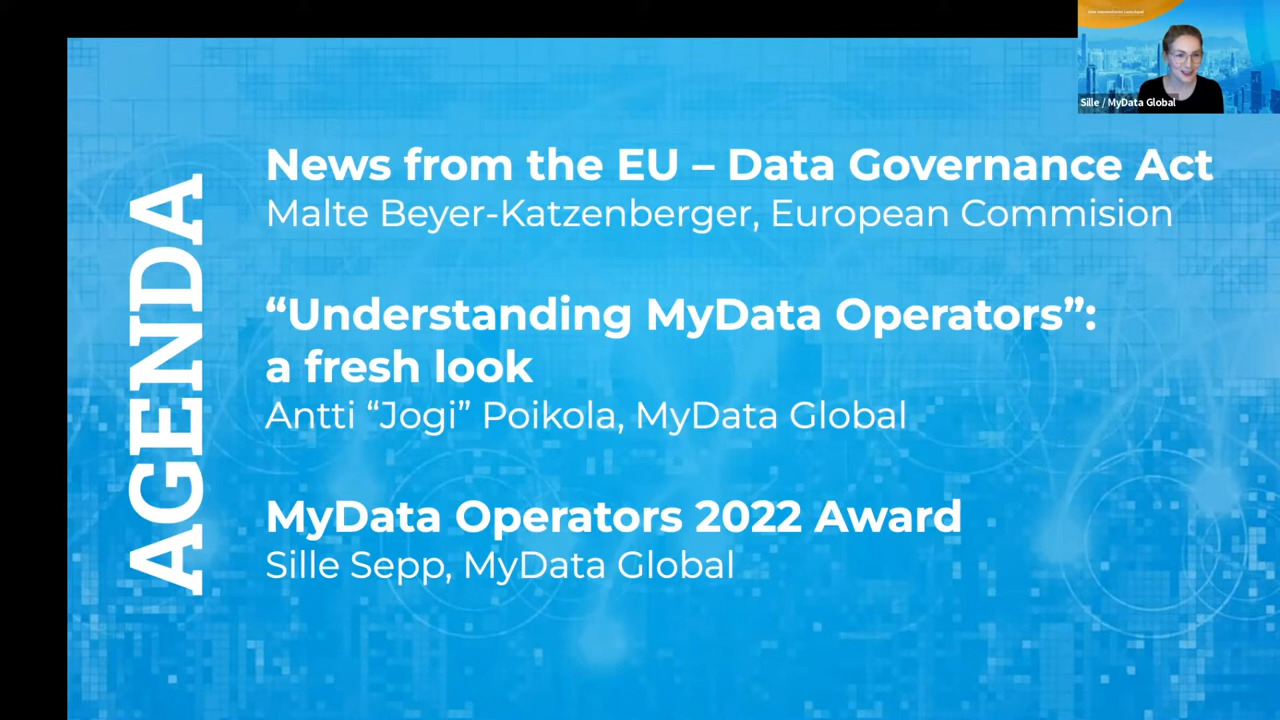 AGENDA
News from the EU – Data Governance Act
Malte Beyer-Katzenberger, European Commision
“Understanding MyData Operators”:
a fresh look
Antti “Jogi” Poikola, MyData Global
MyData Operators 2022 Award
Sille Sepp, MyData Global
Sille / MyData Global